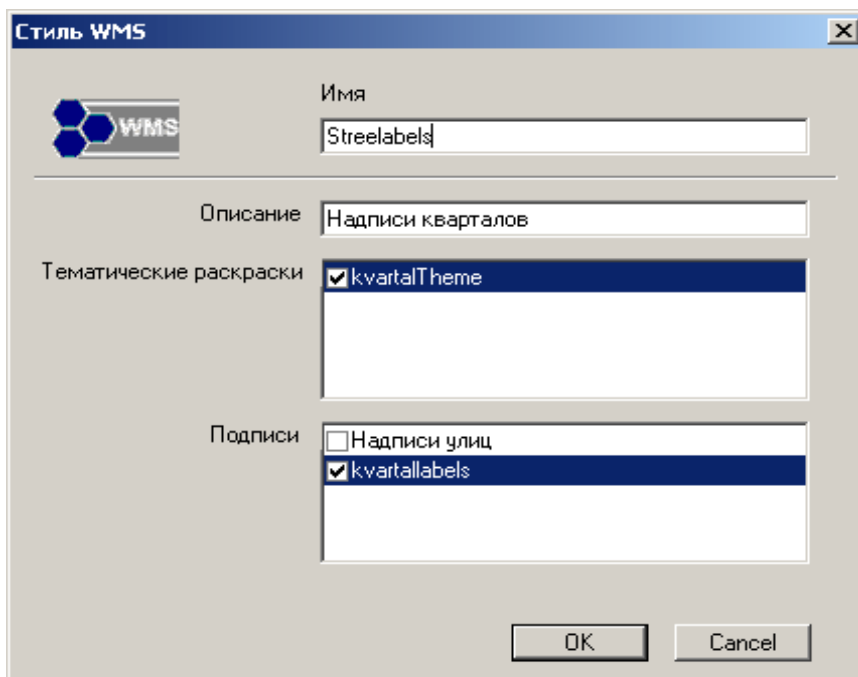 Стиль WMS
WMS
Имя
Streelabels
Описание
Надписи кварталов
Тематические раскраски
kvartalTheme
Подписи
Надписи улиц
kvartallabels
OK
Cancel